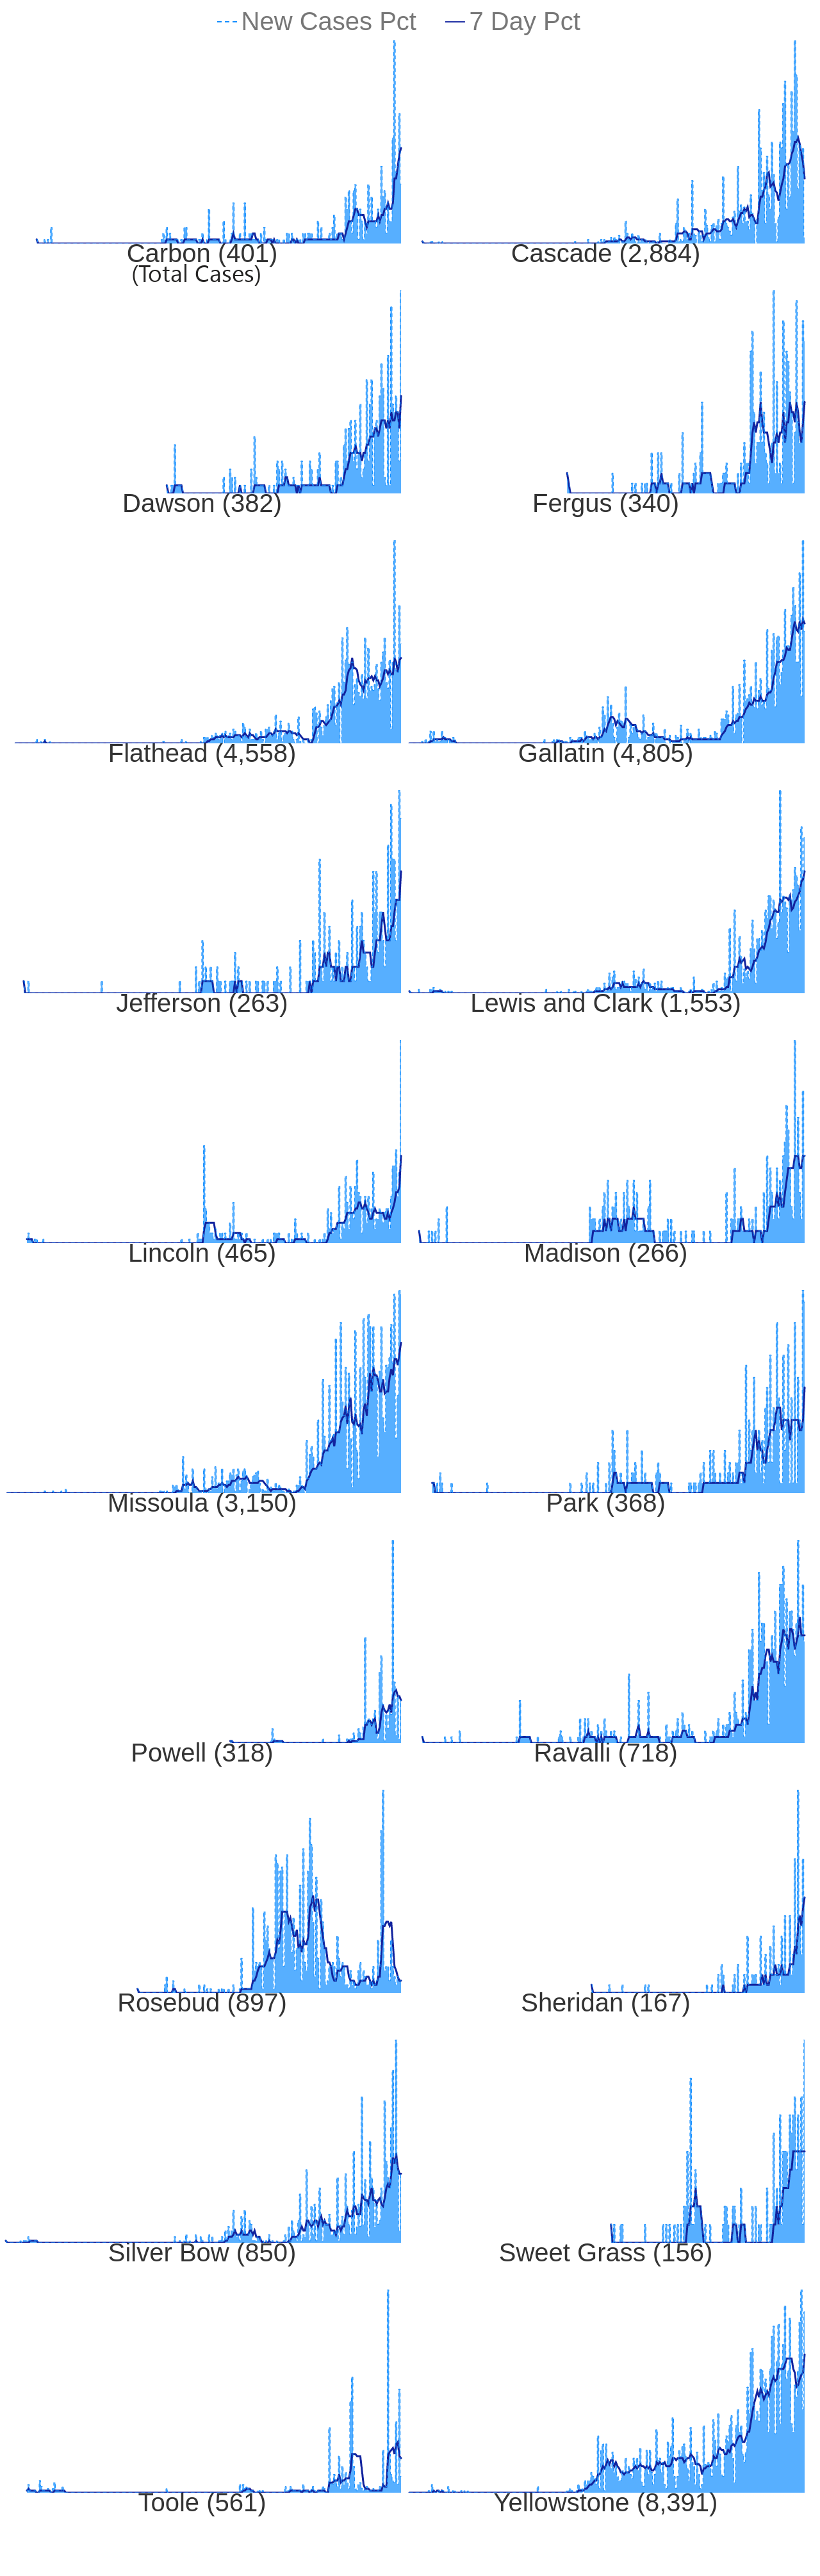 New Cases Pct 7 Day Pct
Carbon (401) Cascade (2,884)
(Total Cases)
Dawson (382) Fergus (340)
Flathead (4,558) Gallatin (4,805)
Jefferson (263) Lewis and Clark (1,553)
Lincoln (465) Madison (266)
Missoula (3,150) Park (368)
Powell (318) Ravalli (718)
Rosebud (897) Sheridan (167)
Silver Bow (850) Sweet Grass (156)
Toole (561) Yellowstone (8,391)